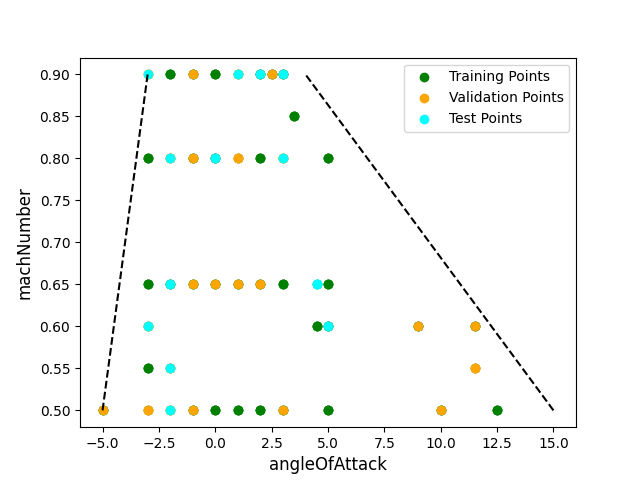 Training Points
Validation Points
Test Points
0.90
0.85
0.80
0.75
0.70
0.65
0.60
0.55
0.50
machNumber
−5.0 −2.5 0.0 2.5 5.0 7.5 10.0 12.5 15.0
angleOfAttack